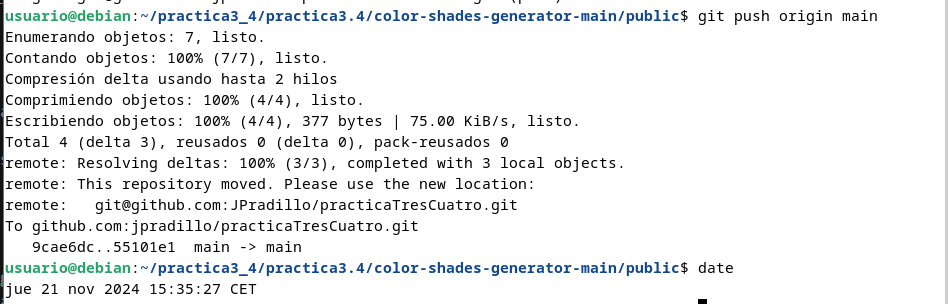 usuario@debian:~/practica3_4/practica3.4/color-shades-generator-main/public$ git push origin main
Enumerando objetos: 7, listo.
Contando objetos: 100% (7/7), listo.
Compresión delta usando hasta 2 hilos
Comprimiendo objetos: 100% (4/4), listo.
Escribiendo objetos: 100% (4/4), 377 bytes | 75.00 KiB/s, listo.
Total 4 (delta 3), reusados 0 (delta 0), pack-reusados 0
remote: Resolving deltas: 100% (3/3), completed with 3 local objects.
remote: This repository moved. Please use the new location:
remote:   git@github.com:JPradillo/practicaTresCuatro.git
To github.com:jpradillo/practicaTresCuatro.git
   9cae6dc..55101e1  main -> main
usuario@debian:~/practica3_4/practica3.4/color-shades-generator-main/public$ date
jue 21 nov 2024 15:35:27 CET